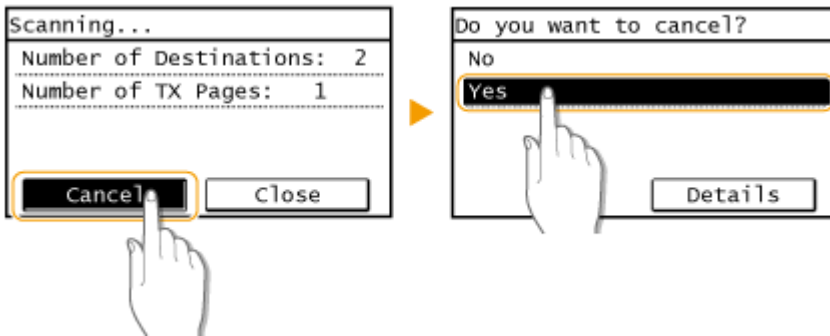 Scanning...
Number of Destinations: 2
Number of TX Pages: 1
Cancel
Close
Do you want to cancel?
No
Yes
Details